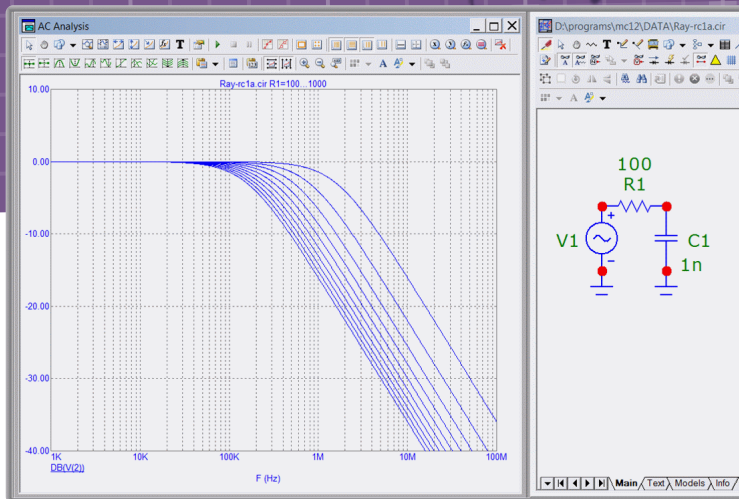 AC Analysis
T
A
Ray-rc1a.cir R1=100...1000
10.00
0.00
-10.00
-20.00
-30.00
-40.00
1K 10K 100K 1M 10M 100M
DB(V(2))
F (Hz)
D:\programs\mc12\DATA\Ray-rc1a.cir
T
A
100
R1
V1
+
-
C1
1n
Main Text Models Info